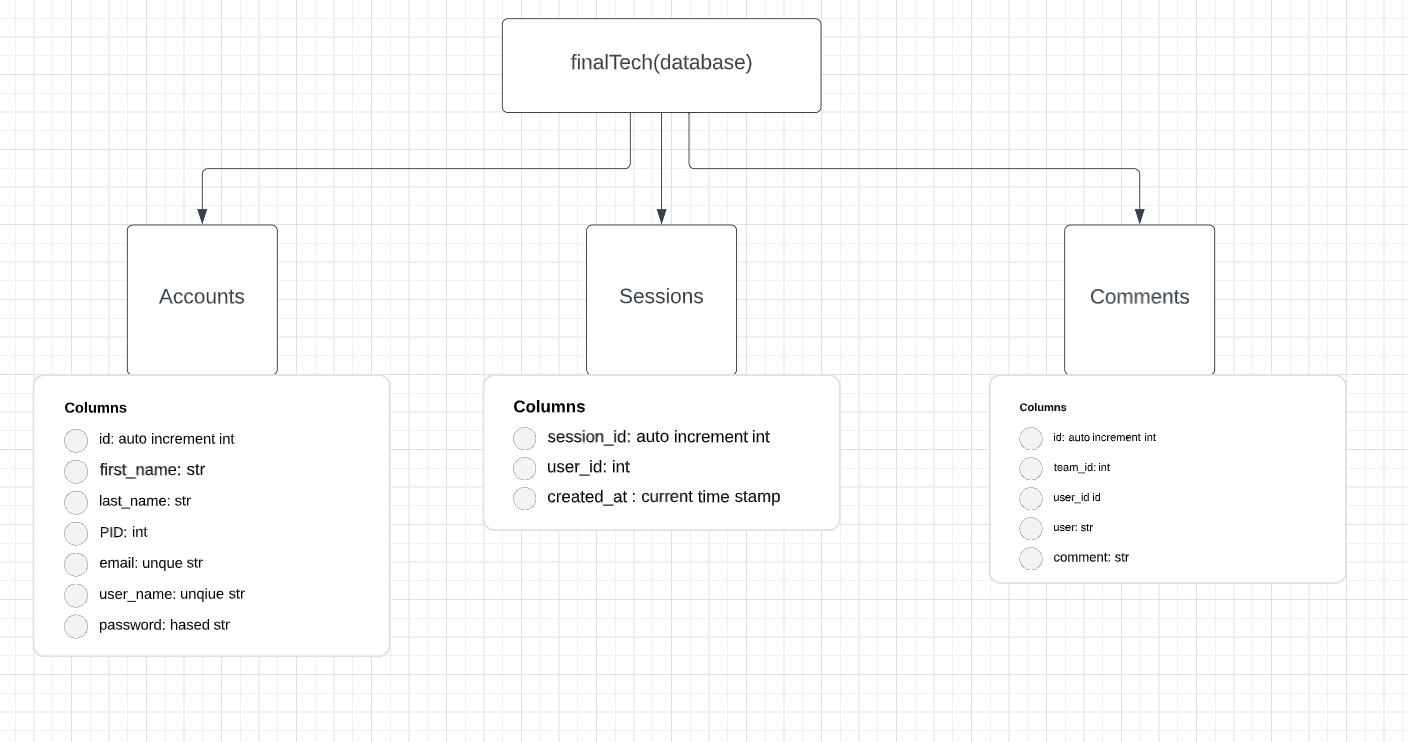 finalTech(database)
Accounts
Sessions
Comments
Columns
id: auto increment int
first_name: str
last_name: str
PID: int
email: unque str
user_name: unqiue str
password: hased str
Columns
session_id: auto increment int
user_id: int
created_at : current time stamp
Columns
id: auto increment int
team_id: int
user_id id
user: str
comment: str